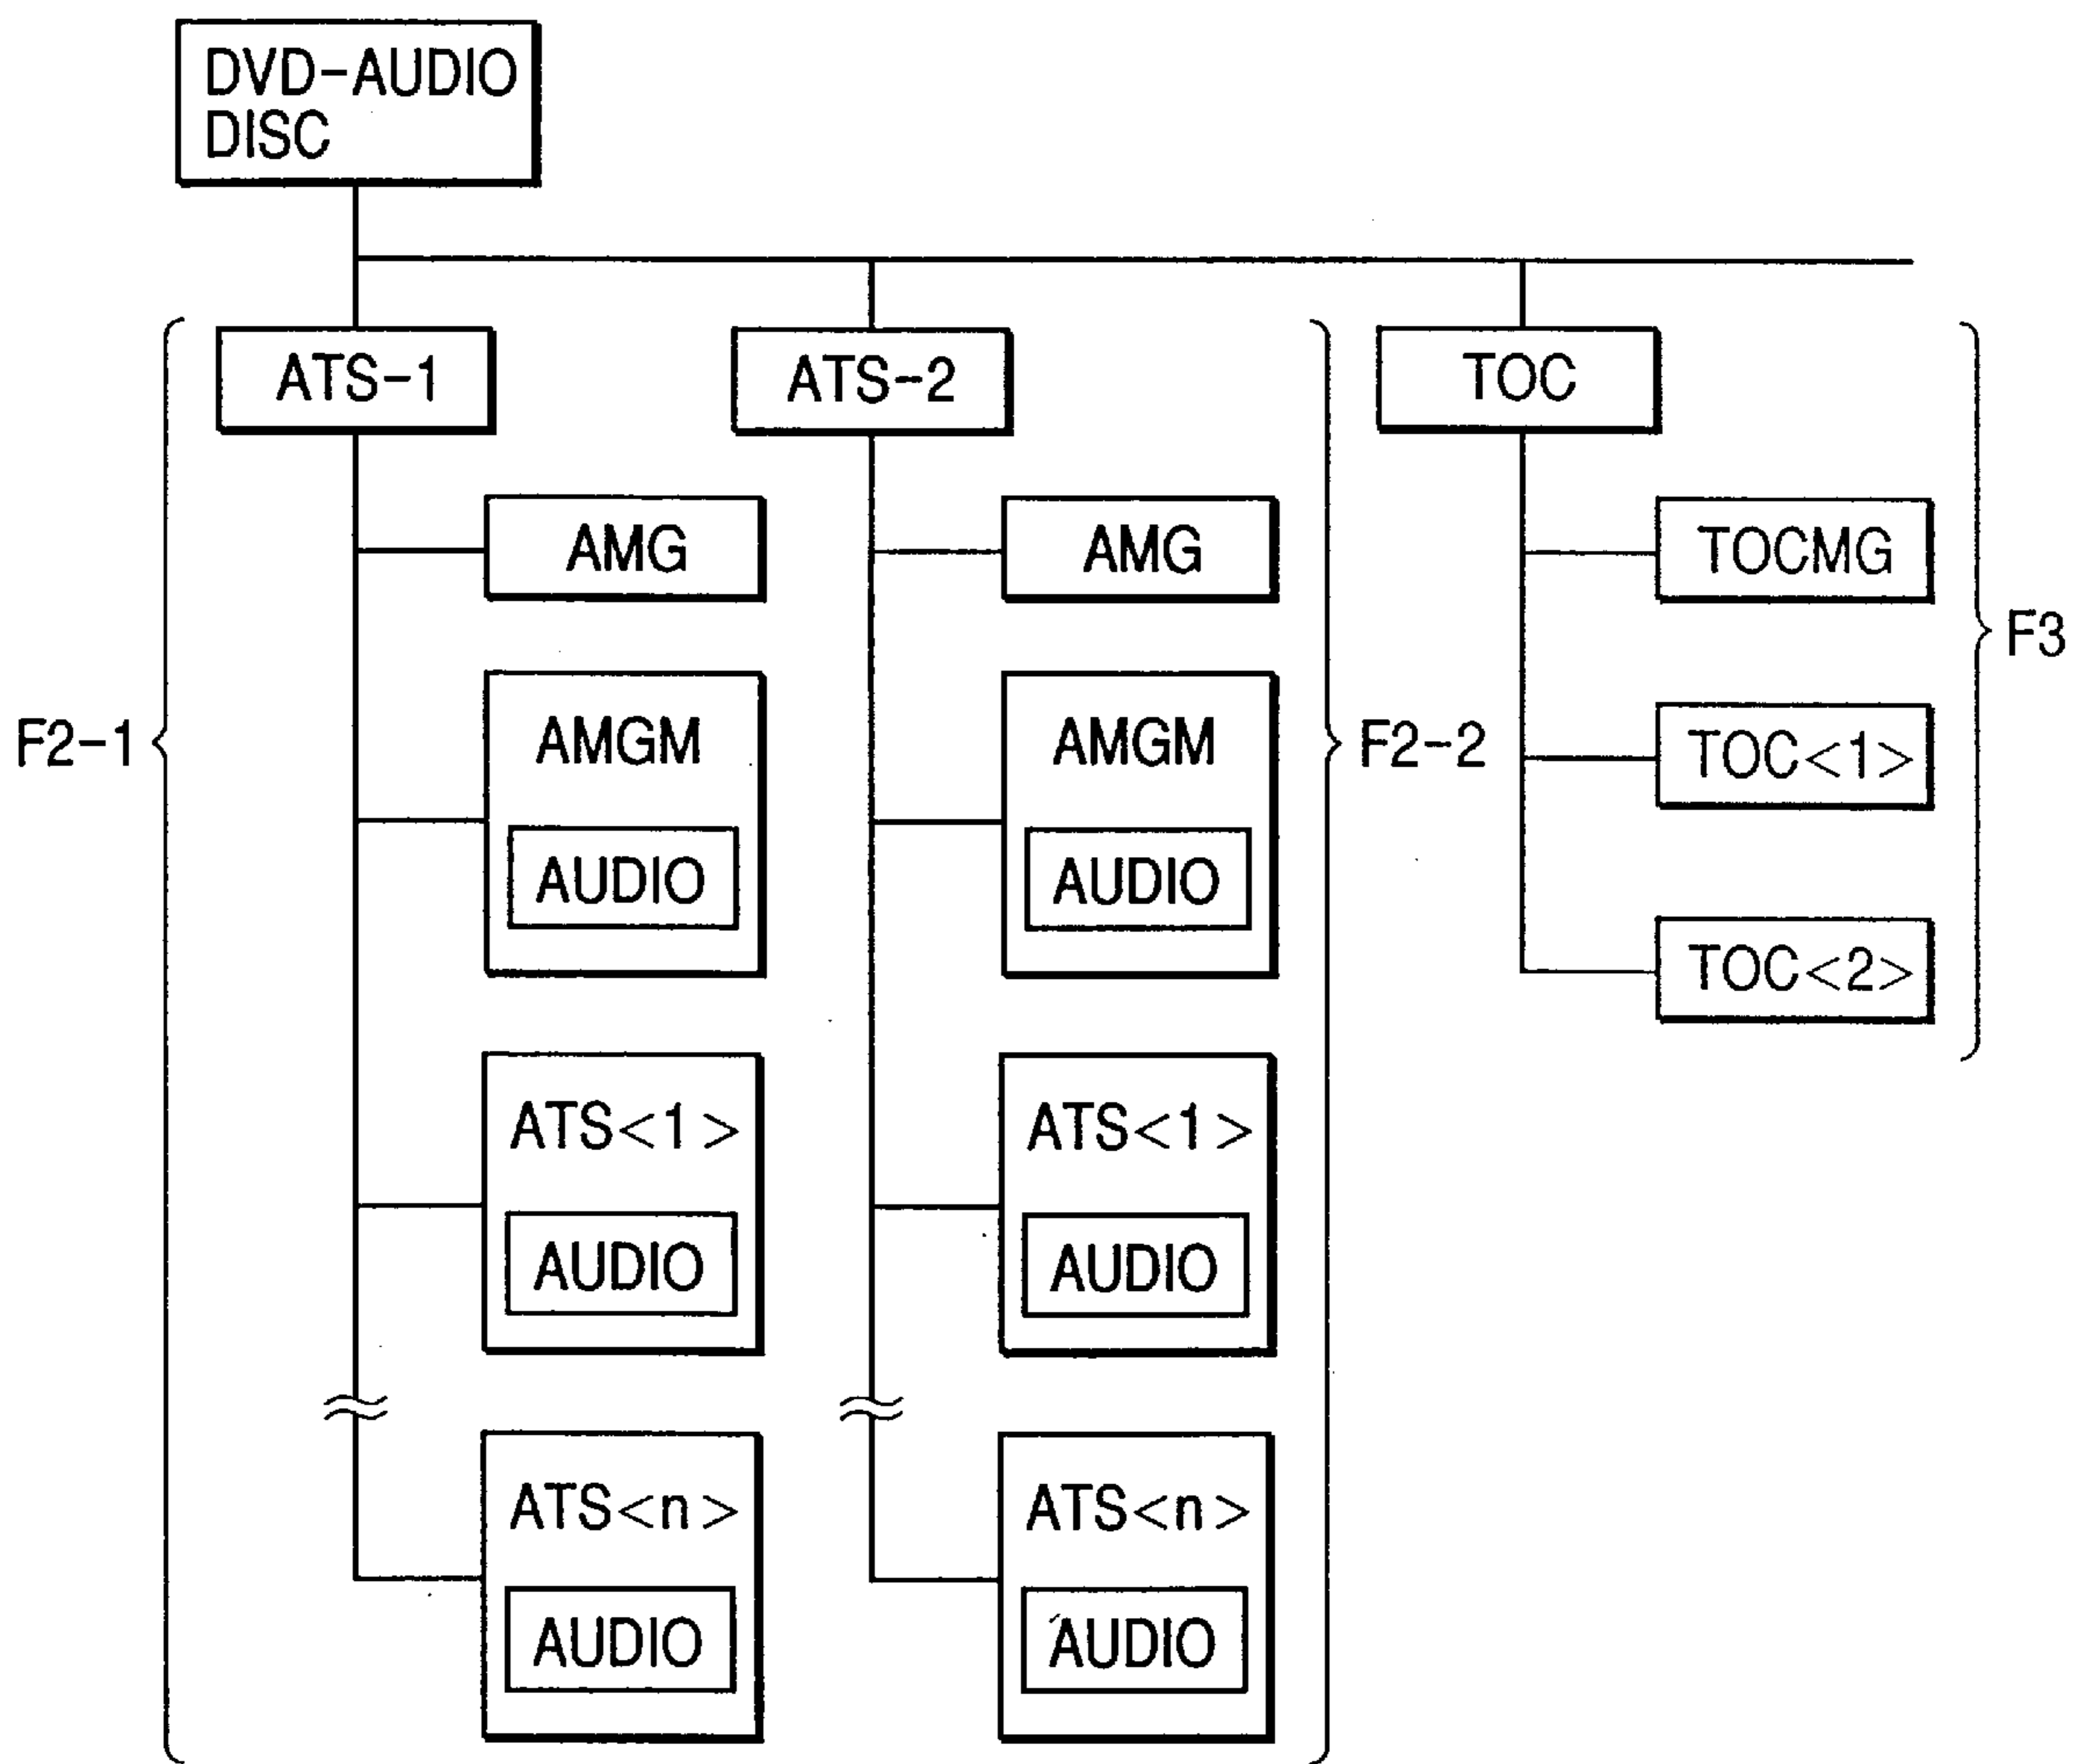 DVD-AUDIO
DISC
ATS-1
ATS-2
TOC
AMG
AMG
TOCMG
F3
F2-1
AMGM
AMGM
F2-2
TOC<1>
AUDIO
AUDIO
TOC<2>
ATS<1>
ATS<1>
AUDIO
AUDIO
ATS<n>
ATS<n>
AUDIO
AUDIO